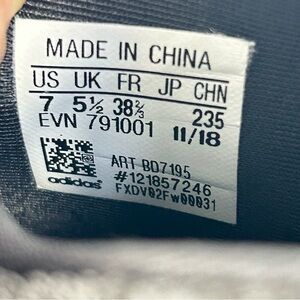 MADE IN CHINA
US UK FR JP CHN
7 5½ 38⅔ 235
EVN 791001 11/18
ART BD7195
#121857246
adidas FXDV02FW00031